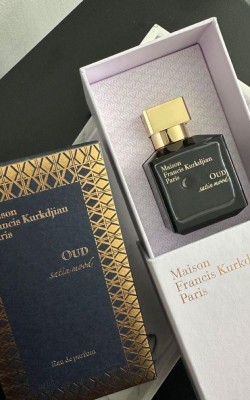 Maison
Francis Kurkdjian
Paris
OUD
satin mood
Maison
Francis Kurkdjian
Paris
OUD
satin mood
Eau de parfum
Maison
Francis Kurkdjian
Paris